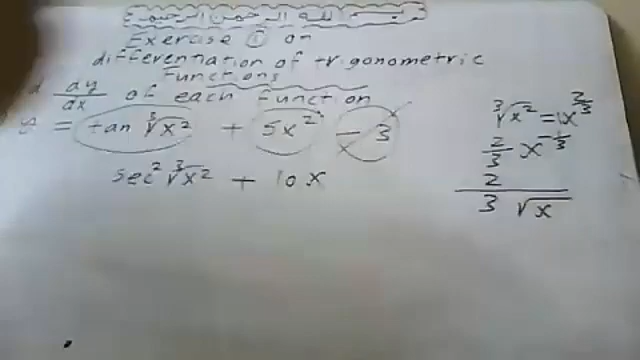 بسم الله الرحمن الرحيم
Exercise ① on
differentiation of trigonometric
Functions
d dy/dx of each function
y = tan ∛x² + 5x² - 3
sec² ∛x² + 10x
∛x² = x^(2/3)
2/3 x^(-1/3)
2
3 √x